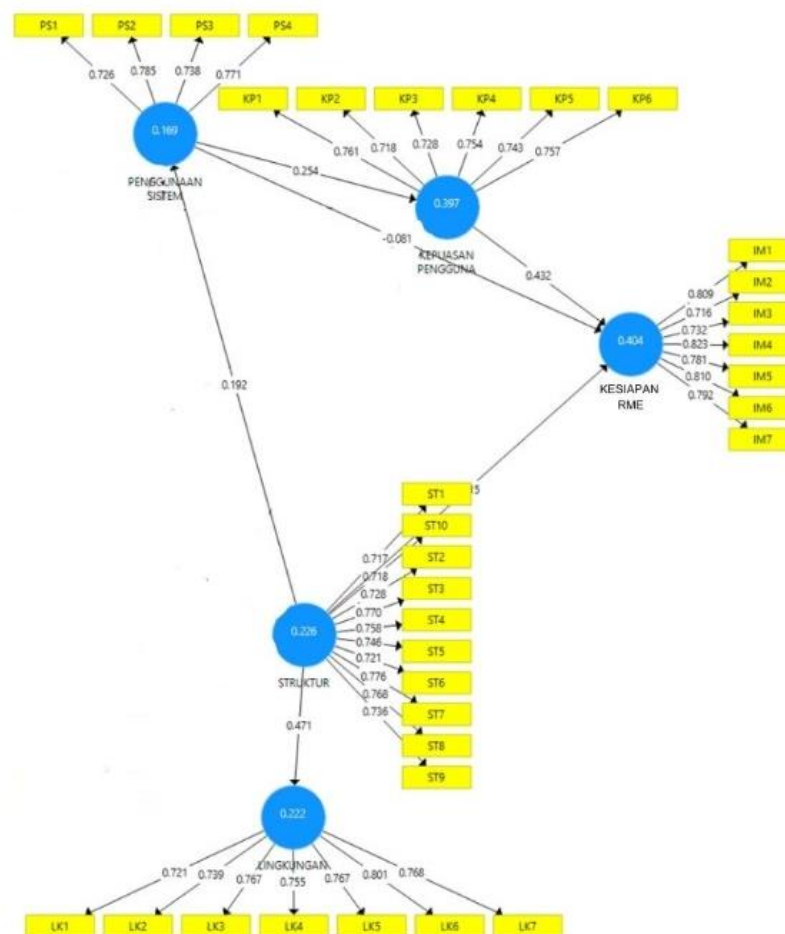 PS1 PS2 PS3 PS4
0.726 0.785 0.738 0.771
KP1 KP2 KP3 KP4 KP5 KP6
0.761 0.718 0.728 0.754 0.743 0.757
0.169
PENGGUNAAN
SISTEM
0.254
0.397
KEPUASAN
PENGGUNA
-0.081
0.432
IM1
IM2
IM3
IM4
IM5
IM6
IM7
0.809
0.716
0.732
0.823
0.781
0.810
0.792
0.404
KESIAPAN
RME
0.192
ST1
ST10
ST2
ST3
ST4
ST5
ST6
ST7
ST8
ST9
0.717
0.718
0.728
0.770
0.758
0.746
0.721
0.776
0.768
0.736
0.226
STRUKTUR
0.471
0.222
LINGKUNGAN
0.721 0.739 0.767 0.755 0.767 0.801 0.768
LK1 LK2 LK3 LK4 LK5 LK6 LK7